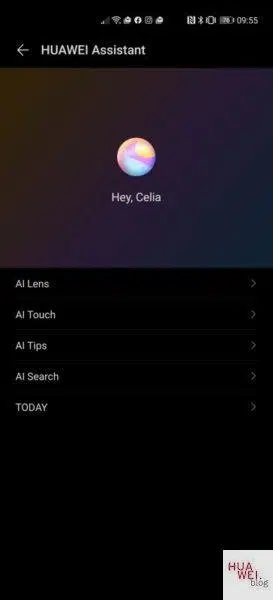 09:55
HUAWEI Assistant
Hey, Celia
AI Lens
AI Touch
AI Tips
AI Search
TODAY
HUA
WEI.
blog